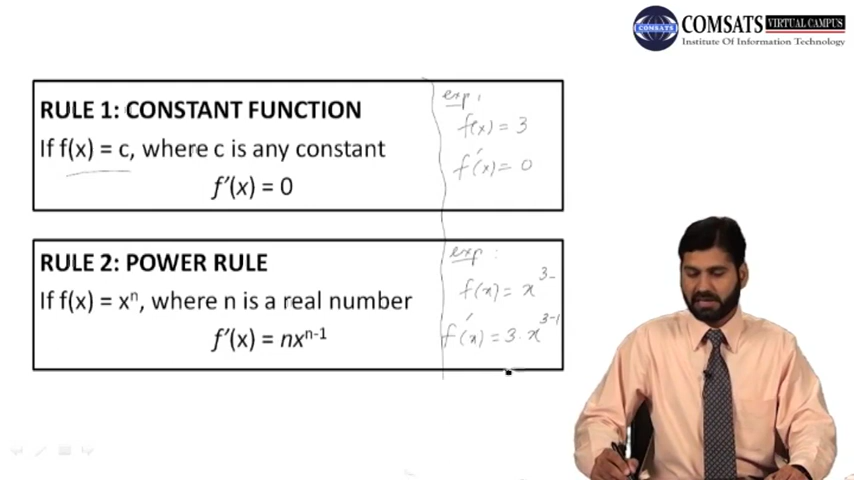 COMSATS VIRTUAL CAMPUS
COMSATS
Institute Of Information Technology
RULE 1: CONSTANT FUNCTION
If f(x) = c, where c is any constant
f'(x) = 0
exp:
f(x) = 3
f'(x) = 0
RULE 2: POWER RULE
If f(x) = xⁿ, where n is a real number
f'(x) = nxⁿ⁻¹
exp:
f(x) = x³
f'(x) = 3·x³⁻¹